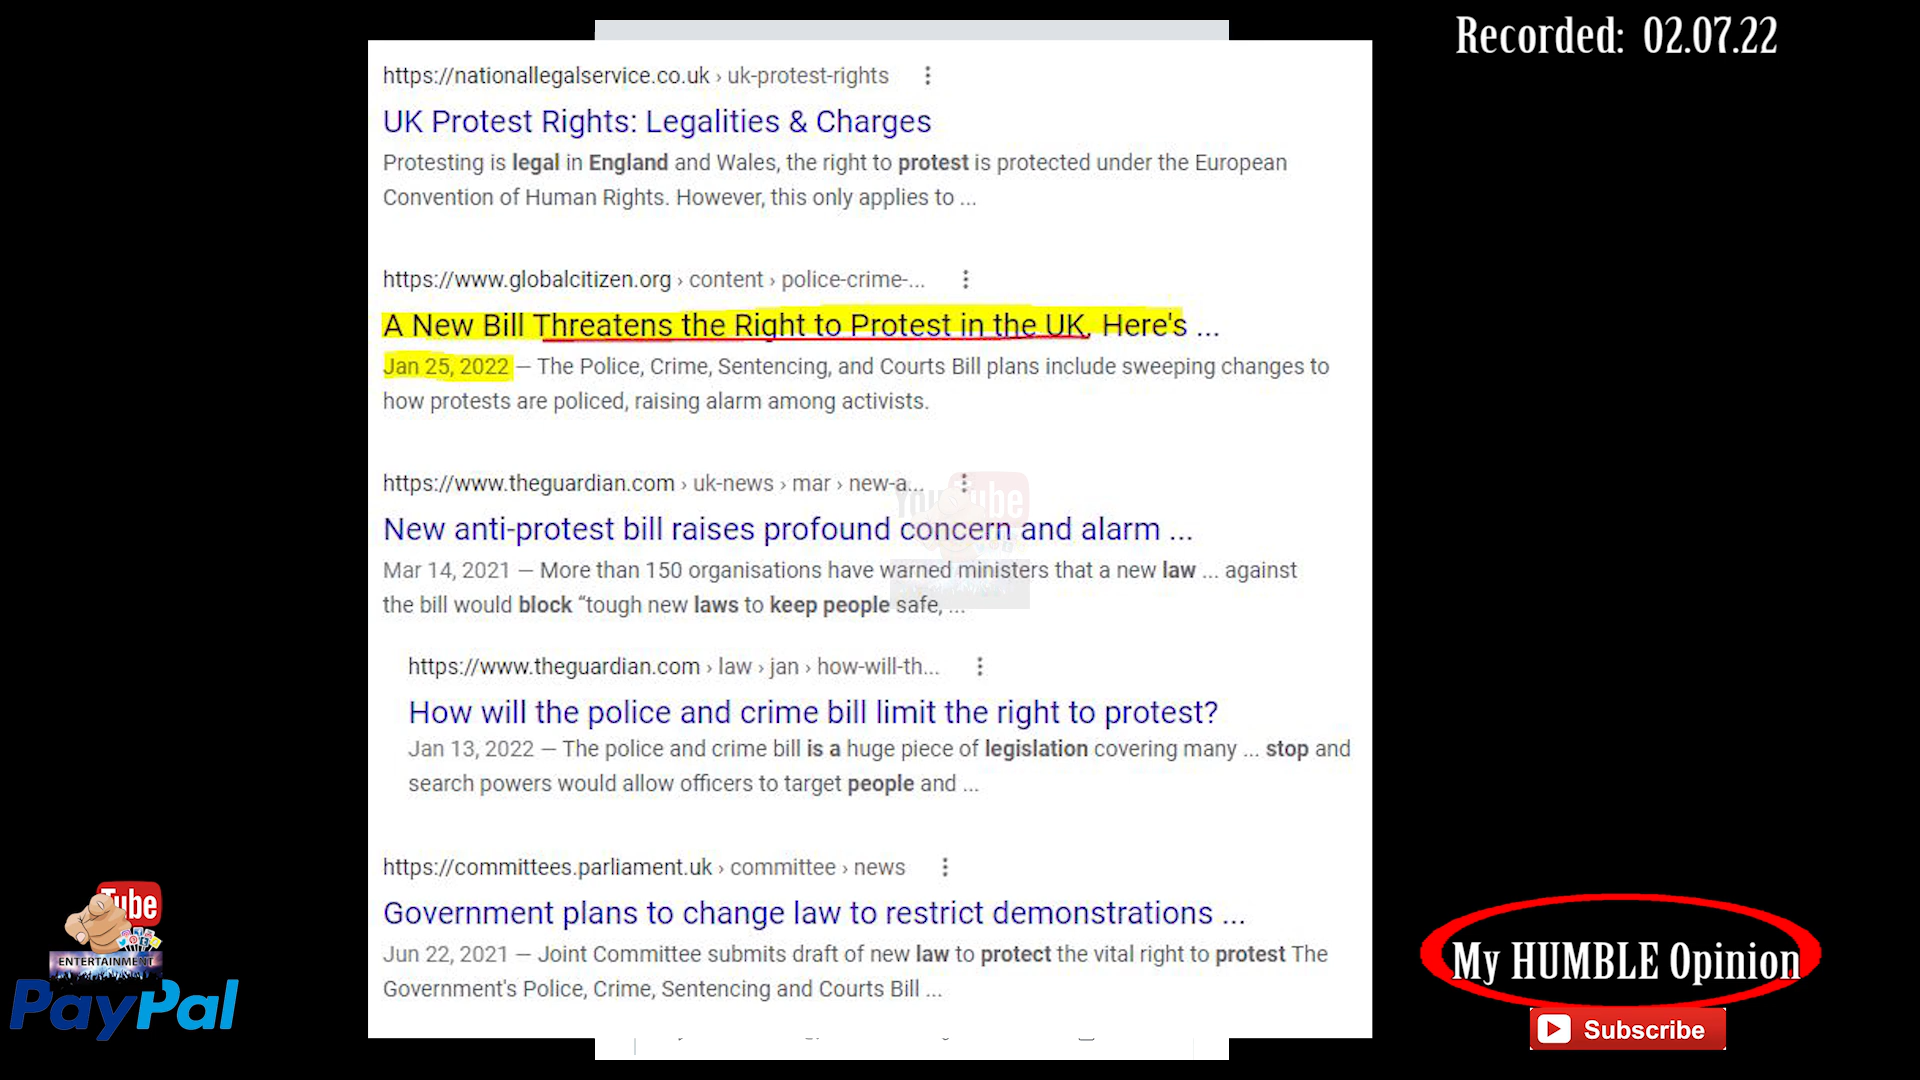 Recorded: 02.07.22
https://nationallegalservice.co.uk › uk-protest-rights
UK Protest Rights: Legalities & Charges
Protesting is legal in England and Wales, the right to protest is protected under the European
Convention of Human Rights. However, this only applies to ...
https://www.globalcitizen.org › content › police-crime-...
A New Bill Threatens the Right to Protest in the UK. Here's ...
Jan 25, 2022 — The Police, Crime, Sentencing, and Courts Bill plans include sweeping changes to
how protests are policed, raising alarm among activists.
https://www.theguardian.com › uk-news › mar › new-a...
New anti-protest bill raises profound concern and alarm ...
Mar 14, 2021 — More than 150 organisations have warned ministers that a new law ... against
the bill would block “tough new laws to keep people safe, ...
https://www.theguardian.com › law › jan › how-will-th...
How will the police and crime bill limit the right to protest?
Jan 13, 2022 — The police and crime bill is a huge piece of legislation covering many ... stop and
search powers would allow officers to target people and ...
https://committees.parliament.uk › committee › news
Government plans to change law to restrict demonstrations ...
Jun 22, 2021 — Joint Committee submits draft of new law to protect the vital right to protest The
Government's Police, Crime, Sentencing and Courts Bill ...
Tube
ENTERTAINMENT
PayPal
My HUMBLE Opinion
Subscribe